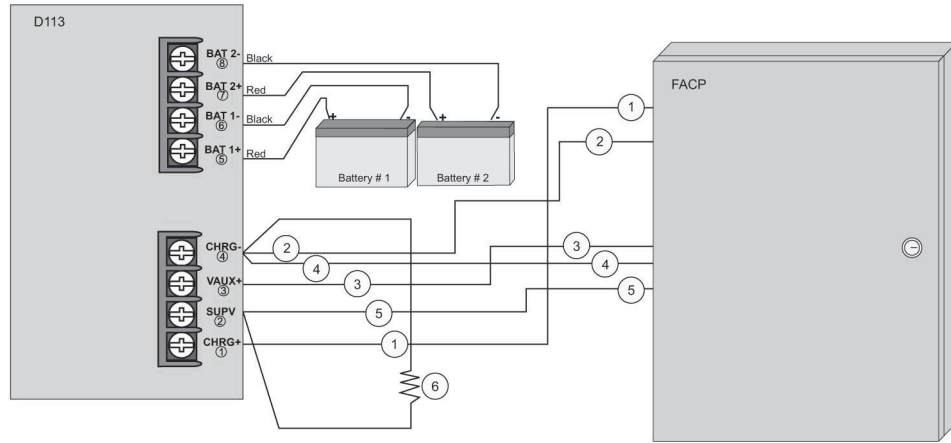 D113
FACP
BAT 2-
⑧
Black
BAT 2+
⑦
Red
BAT 1-
⑥
Black
BAT 1+
⑤
Red
+ -
+ -
Battery # 1
Battery # 2
1
2
CHRG-
④
2
3
4
4
VAUX+
③
3
5
SUPV
②
5
CHRG+
①
1
6